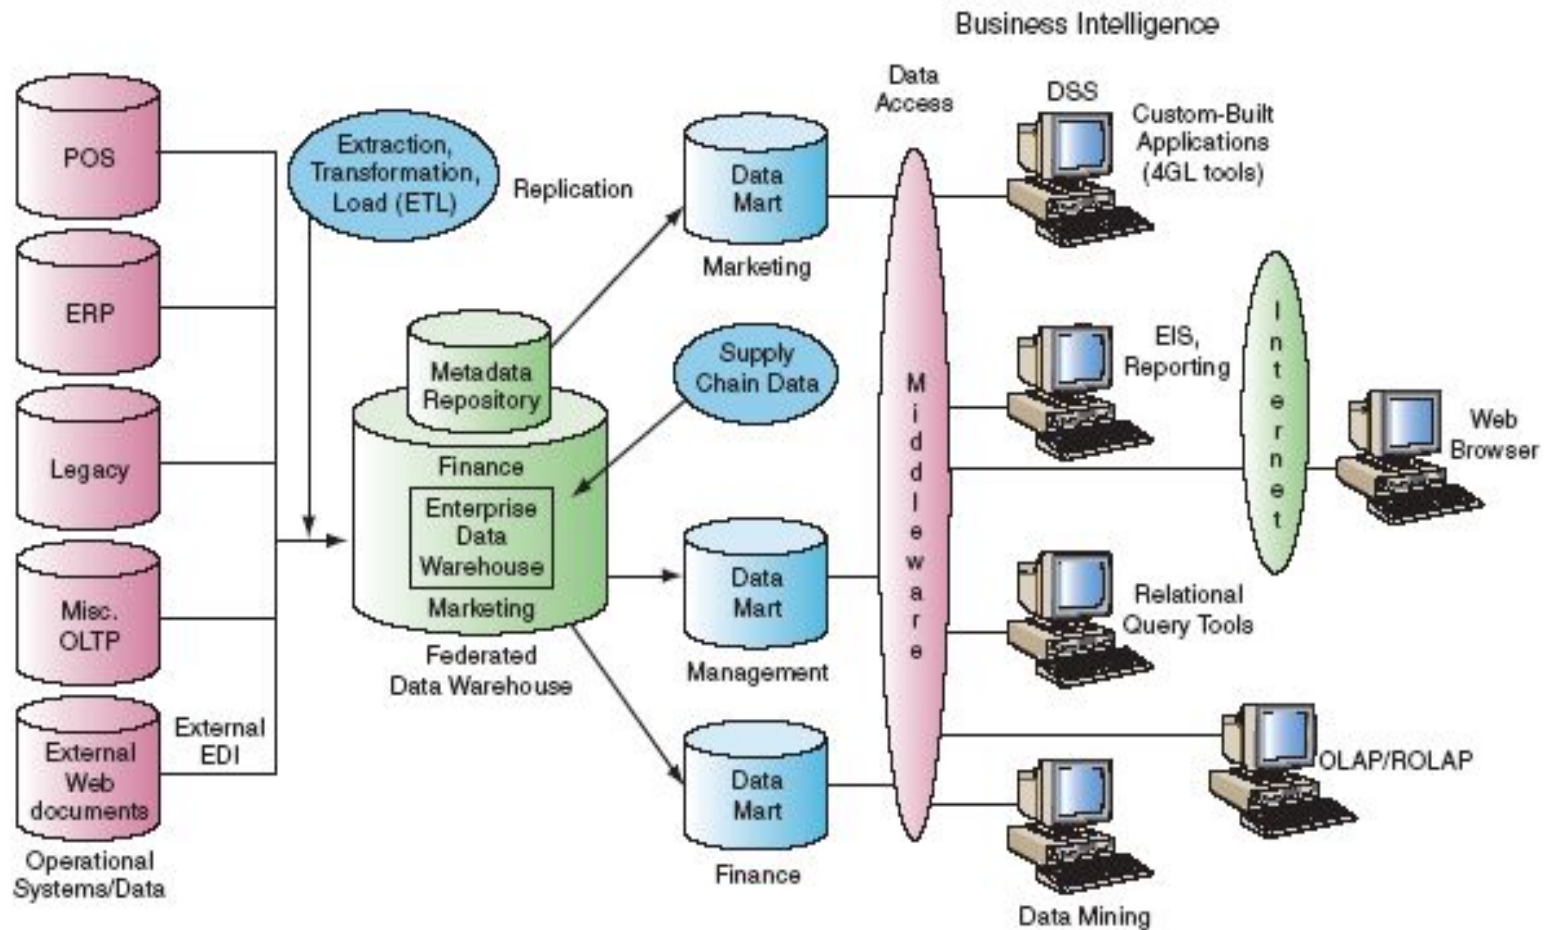 Business Intelligence
POS
ERP
Legacy
Misc.
OLTP
External
Web
documents
External
EDI
Operational
Systems/Data
Extraction,
Transformation,
Load (ETL)
Replication
Metadata
Repository
Finance
Enterprise
Data
Warehouse
Marketing
Federated
Data Warehouse
Supply
Chain Data
Data
Mart
Marketing
Data
Mart
Management
Data
Mart
Finance
Data
Access
Middleware
DSS
Custom-Built
Applications
(4GL tools)
EIS,
Reporting
Internet
Web
Browser
Relational
Query Tools
OLAP/ROLAP
Data Mining